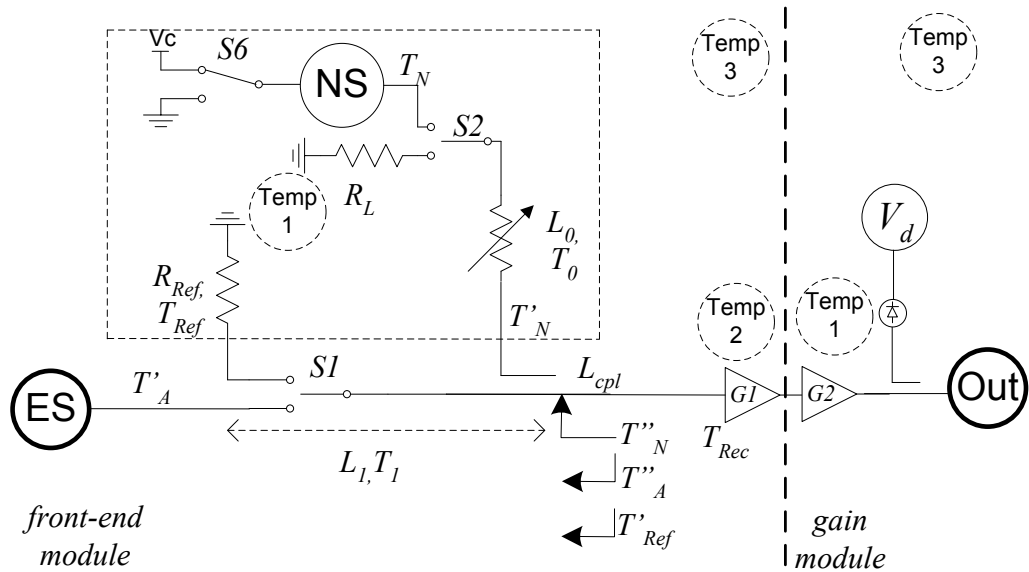 Vc
S6
NS
T_N
S2
Temp
3
Temp
3
R_L
Temp
1
L_0,
T_0
V_d
R_Ref,
T_Ref
T'_N
Temp
2
Temp
1
ES
T'_A
S1
L_cpl
G1
G2
Out
T_Rec
L_1,T_1
T''_N
T''_A
T'_Ref
front-end
module
gain
module